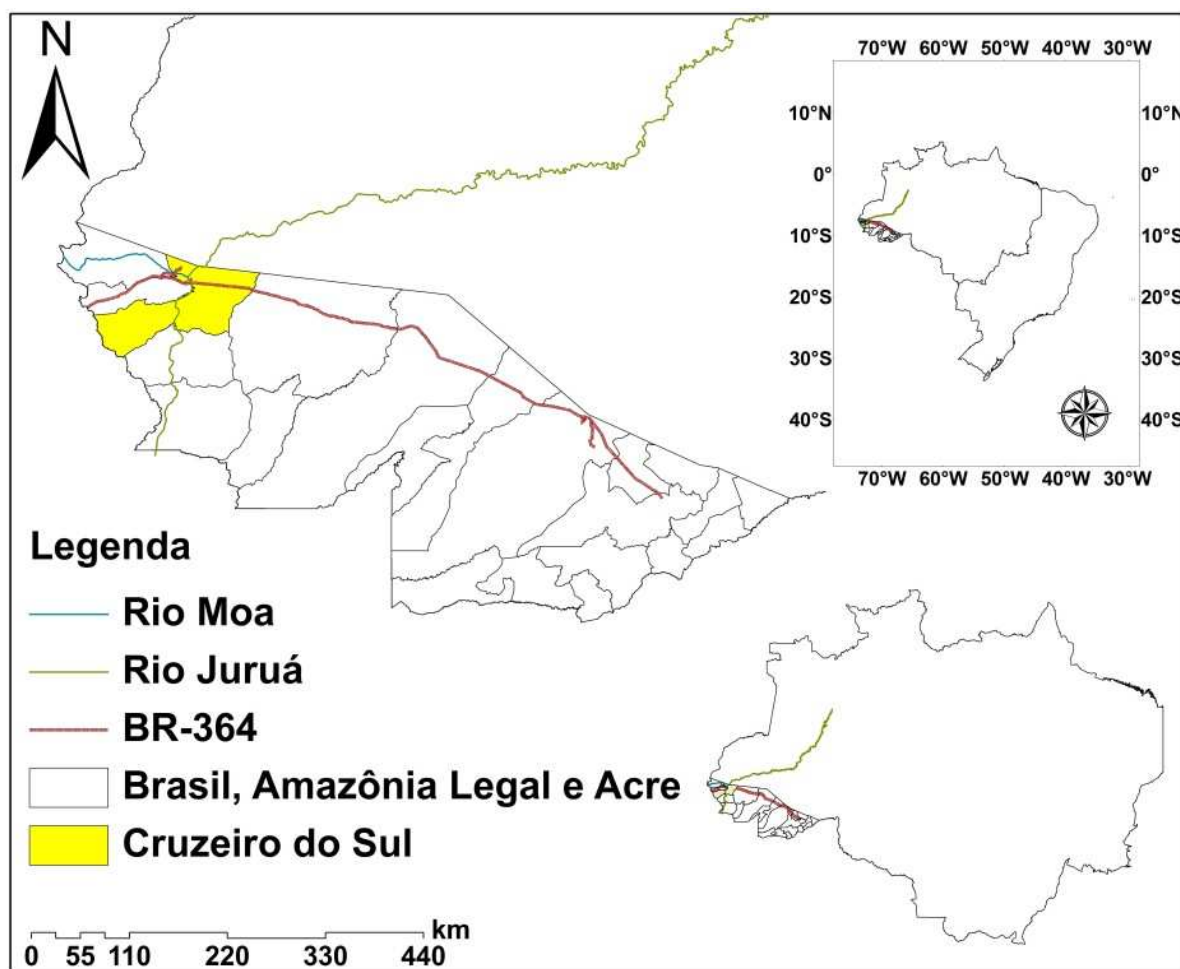 N
70°W 60°W 50°W 40°W 30°W
10°N 10°N
0° 0°
10°S 10°S
20°S 20°S
30°S 30°S
40°S 40°S
70°W 60°W 50°W 40°W 30°W
Legenda
Rio Moa
Rio Juruá
BR-364
Brasil, Amazônia Legal e Acre
Cruzeiro do Sul
km
0 55 110 220 330 440